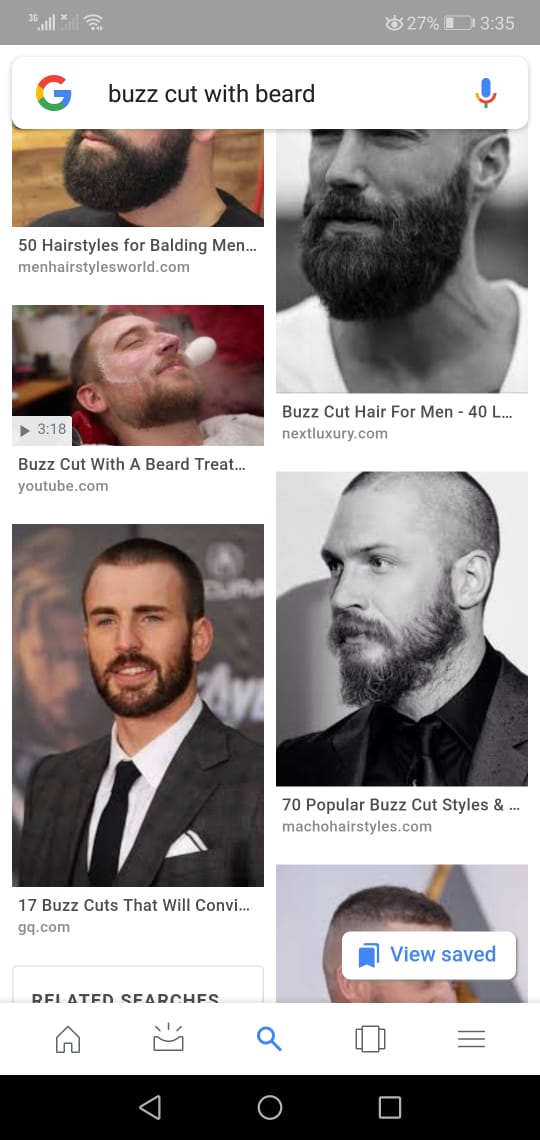 3G 27% 3:35
buzz cut with beard
50 Hairstyles for Balding Men...
menhairstylesworld.com
3:18
Buzz Cut With A Beard Treat...
youtube.com
Buzz Cut Hair For Men - 40 L...
nextluxury.com
ACURA
17 Buzz Cuts That Will Convi...
gq.com
70 Popular Buzz Cut Styles & ...
machohairstyles.com
View saved
RELATED SEARCHES